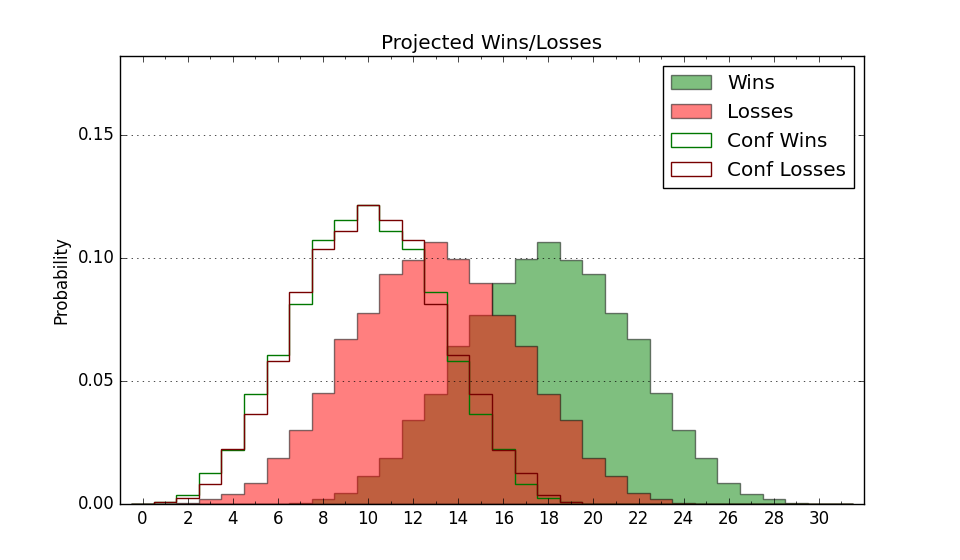 Projected Wins/Losses
Wins
Losses
Conf Wins
Conf Losses
Probability
0.15
0.10
0.05
0.00
0 2 4 6 8 10 12 14 16 18 20 22 24 26 28 30